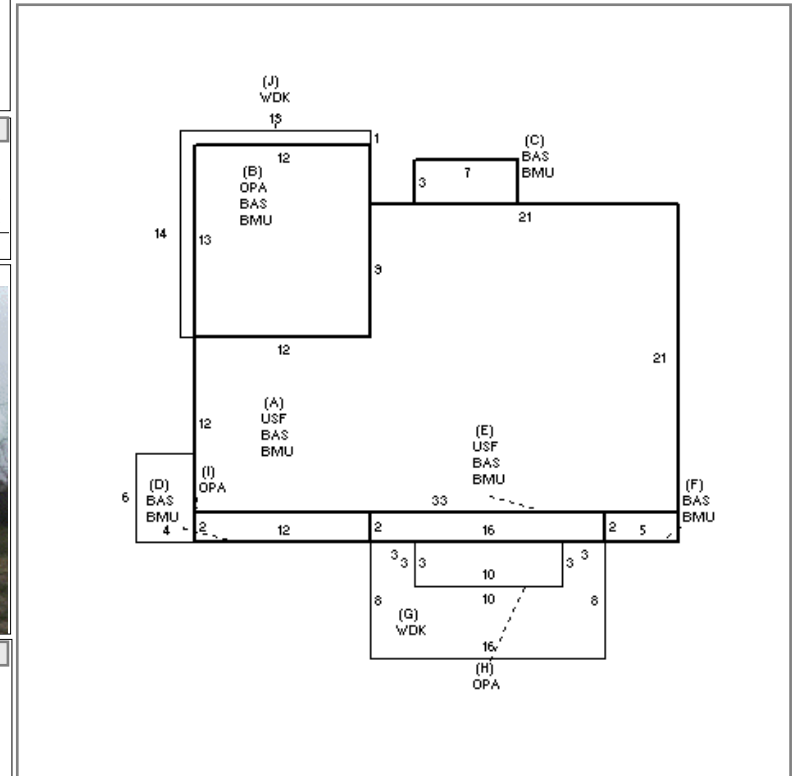 (J)
WDK
13
1
12
(B)
OPA
BAS
BMU
(C)
BAS
BMU
3
7
21
14
13
9
12
21
12
(A)
USF
BAS
BMU
(E)
USF
BAS
BMU
(I)
OPA
6
(D)
BAS
BMU
4
33
(F)
BAS
BMU
2
12
2
16
2
5
3
3
3
10
3
3
8
10
8
(G)
WDK
16
(H)
OPA